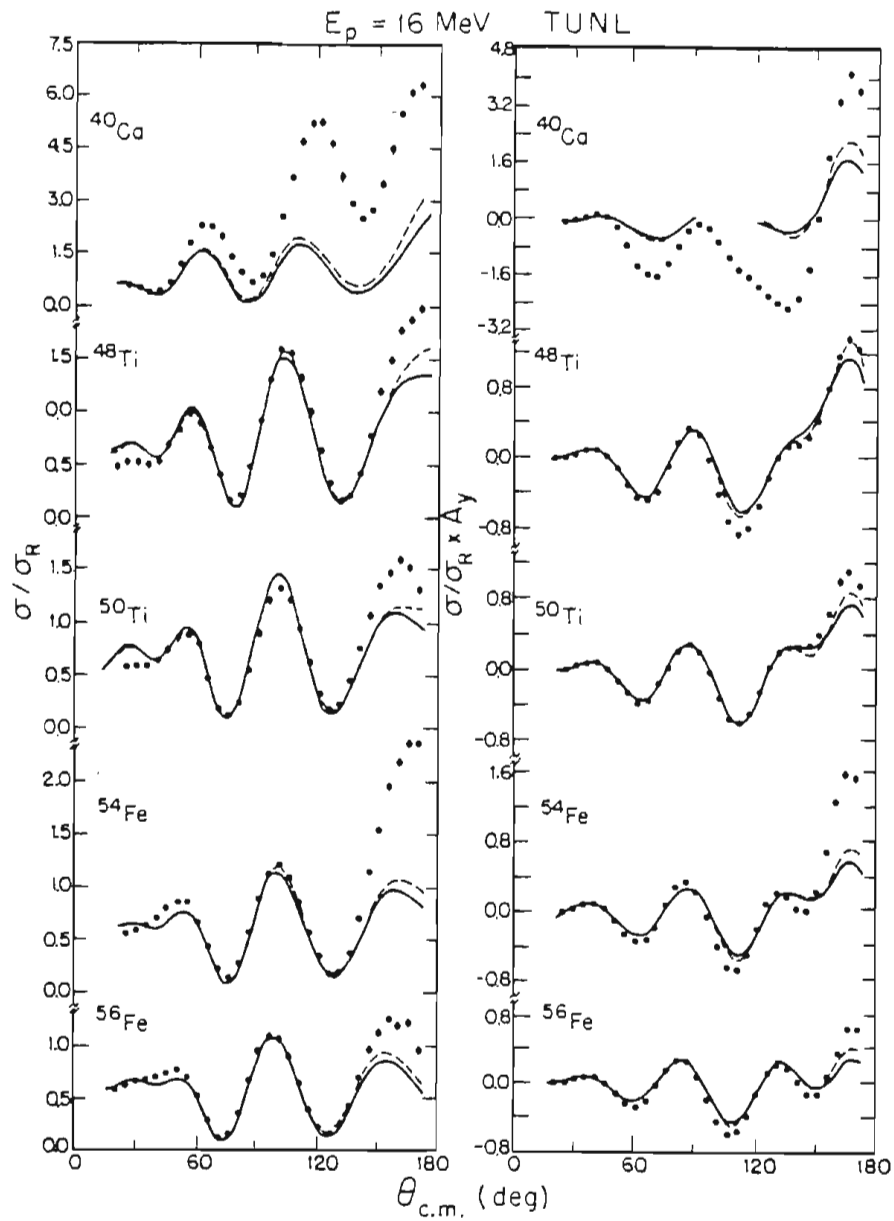 E_p = 16 MeV TUNL
7.5
6.0
4.5
3.0
1.5
0.0
⁴⁰Ca
1.5
0.0
0.5
0.0
⁴⁸Ti
1.5
1.0
0.5
0.0
⁵⁰Ti
2.0
1.5
1.0
0.5
0.0
⁵⁴Fe
1.0
0.5
0.0
⁵⁶Fe
σ/σ_R
0 60 120 180
4.8
3.2
1.6
0.0
-1.6
-3.2
⁴⁰Ca
0.8
0.0
-0.8
⁴⁸Ti
0.8
0.0
-0.8
⁵⁰Ti
1.6
0.8
0.0
-0.8
⁵⁴Fe
0.8
0.0
-0.8
⁵⁶Fe
σ/σ_R × A_y
0 60 120 180
θ_c.m. (deg)